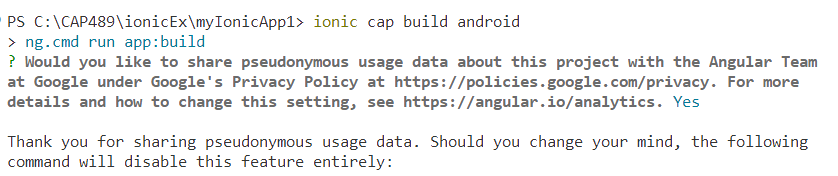 PS C:\CAP489\ionicEx\myIonicApp1> ionic cap build android
> ng.cmd run app:build
? Would you like to share pseudonymous usage data about this project with the Angular Team
at Google under Google's Privacy Policy at https://policies.google.com/privacy. For more
details and how to change this setting, see https://angular.io/analytics. Yes
Thank you for sharing pseudonymous usage data. Should you change your mind, the following
command will disable this feature entirely: